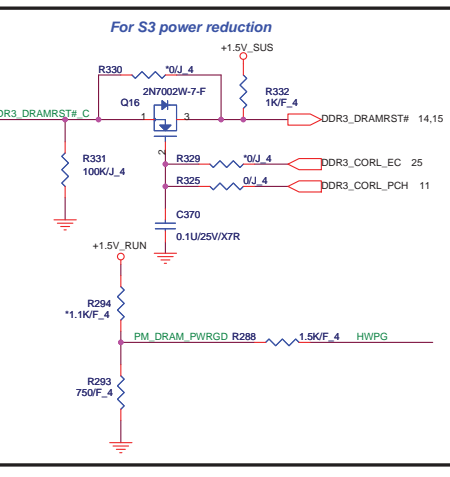 For S3 power reduction
+1.5V_SUS
R330 *0/J_4
Q16 2N7002W-7-F
R332
1K/F_4
DR3_DRAMRST#_C 1 3 DDR3_DRAMRST# 14,15
2
R331
100K/J_4
R329 *0/J_4 DDR3_CORL_EC 25
R325 0/J_4 DDR3_CORL_PCH 11
C370
0.1U/25V/X7R
+1.5V_RUN
R294
*1.1K/F_4
PM_DRAM_PWRGD R288 1.5K/F_4 HWPG
R293
750/F_4